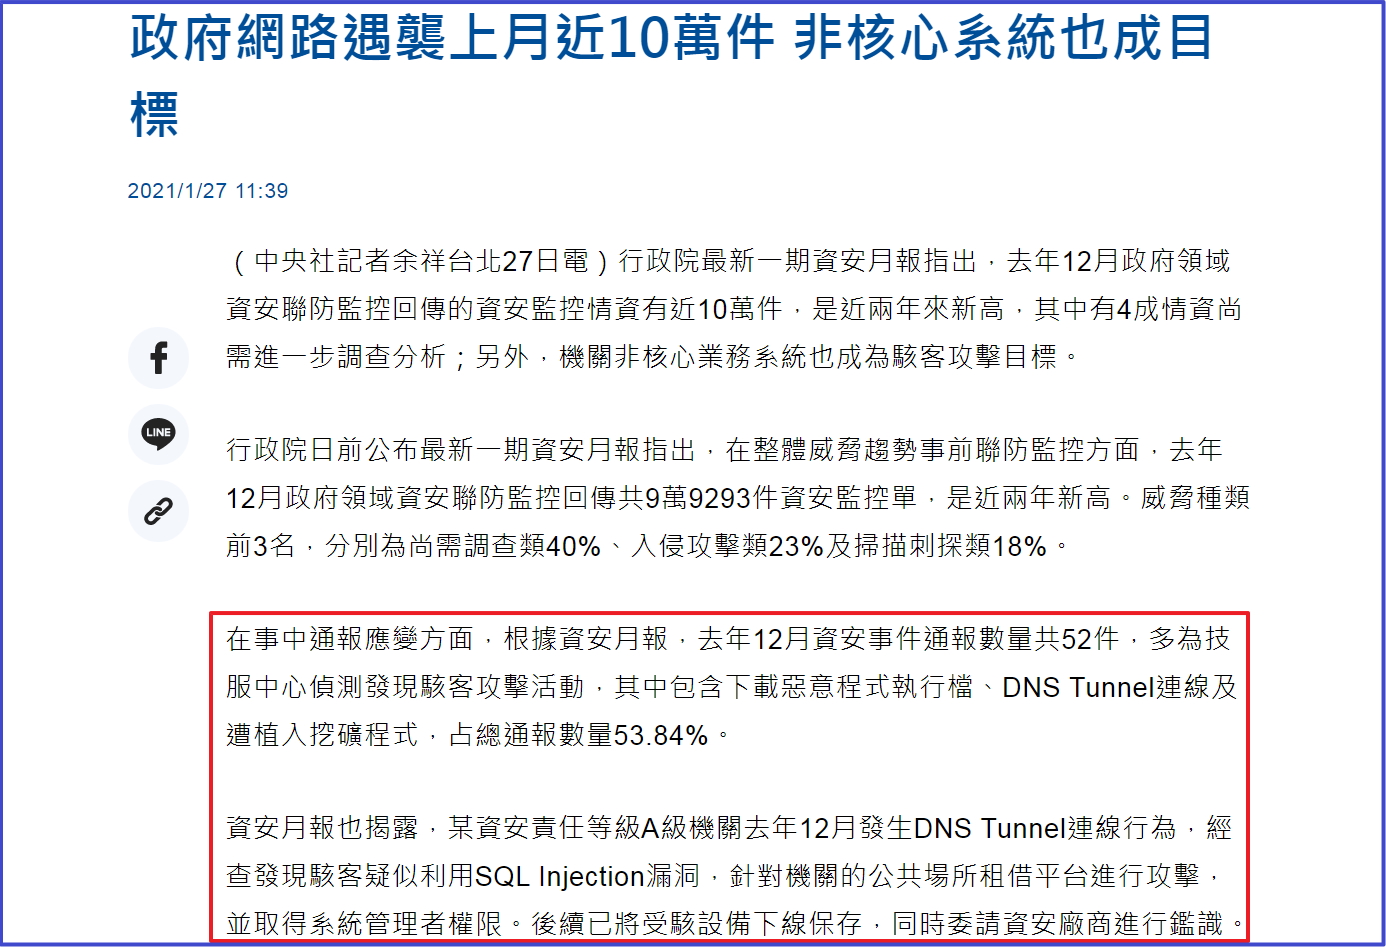 政府網路遇襲上月近10萬件 非核心系統也成目
標
2021/1/27 11:39
（中央社記者余祥台北27日電）行政院最新一期資安月報指出，去年12月政府領域
資安聯防監控回傳的資安監控情資有近10萬件，是近兩年來新高，其中有4成情資尚
需進一步調查分析；另外，機關非核心業務系統也成為駭客攻擊目標。
LINE
行政院日前公布最新一期資安月報指出，在整體威脅趨勢事前聯防監控方面，去年
12月政府領域資安聯防監控回傳共9萬9293件資安監控單，是近兩年新高。威脅種類
前3名，分別為尚需調查類40%、入侵攻擊類23%及掃描刺探類18%。
在事中通報應變方面，根據資安月報，去年12月資安事件通報數量共52件，多為技
服中心偵測發現駭客攻擊活動，其中包含下載惡意程式執行檔、DNS Tunnel連線及
遭植入挖礦程式，占總通報數量53.84%。
資安月報也揭露，某資安責任等級A級機關去年12月發生DNS Tunnel連線行為，經
查發現駭客疑似利用SQL Injection漏洞，針對機關的公共場所租借平台進行攻擊，
並取得系統管理者權限。後續已將受駭設備下線保存，同時委請資安廠商進行鑑識。